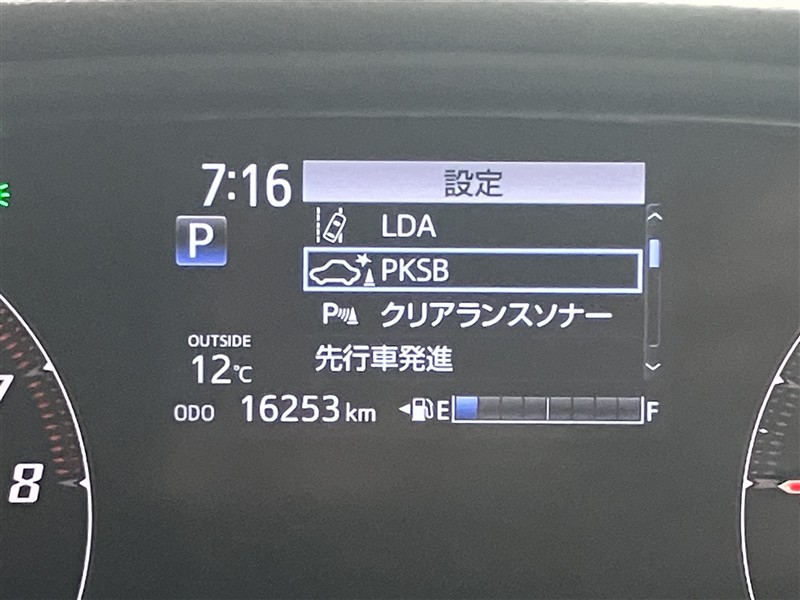 7:16
設定
LDA
P
PKSB
P クリアランスソナー
OUTSIDE
先行車発進
12℃
ODO 16253 km E F
8